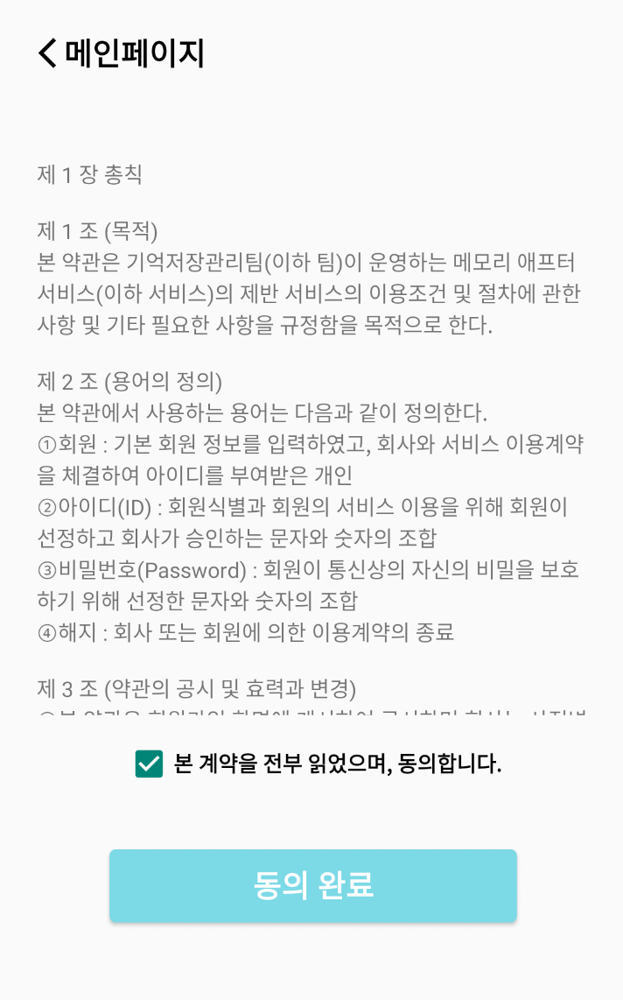 메인페이지
제 1 장 총칙
제 1 조 (목적)
본 약관은 기억저장관리팀(이하 팀)이 운영하는 메모리 애프터
서비스(이하 서비스)의 제반 서비스의 이용조건 및 절차에 관한
사항 및 기타 필요한 사항을 규정함을 목적으로 한다.
제 2 조 (용어의 정의)
본 약관에서 사용하는 용어는 다음과 같이 정의한다.
①회원 : 기본 회원 정보를 입력하였고, 회사와 서비스 이용계약
을 체결하여 아이디를 부여받은 개인
②아이디(ID) : 회원식별과 회원의 서비스 이용을 위해 회원이
선정하고 회사가 승인하는 문자와 숫자의 조합
③비밀번호(Password) : 회원이 통신상의 자신의 비밀을 보호
하기 위해 선정한 문자와 숫자의 조합
④해지 : 회사 또는 회원에 의한 이용계약의 종료
제 3 조 (약관의 공시 및 효력과 변경)
본 계약을 전부 읽었으며, 동의합니다.
동의 완료